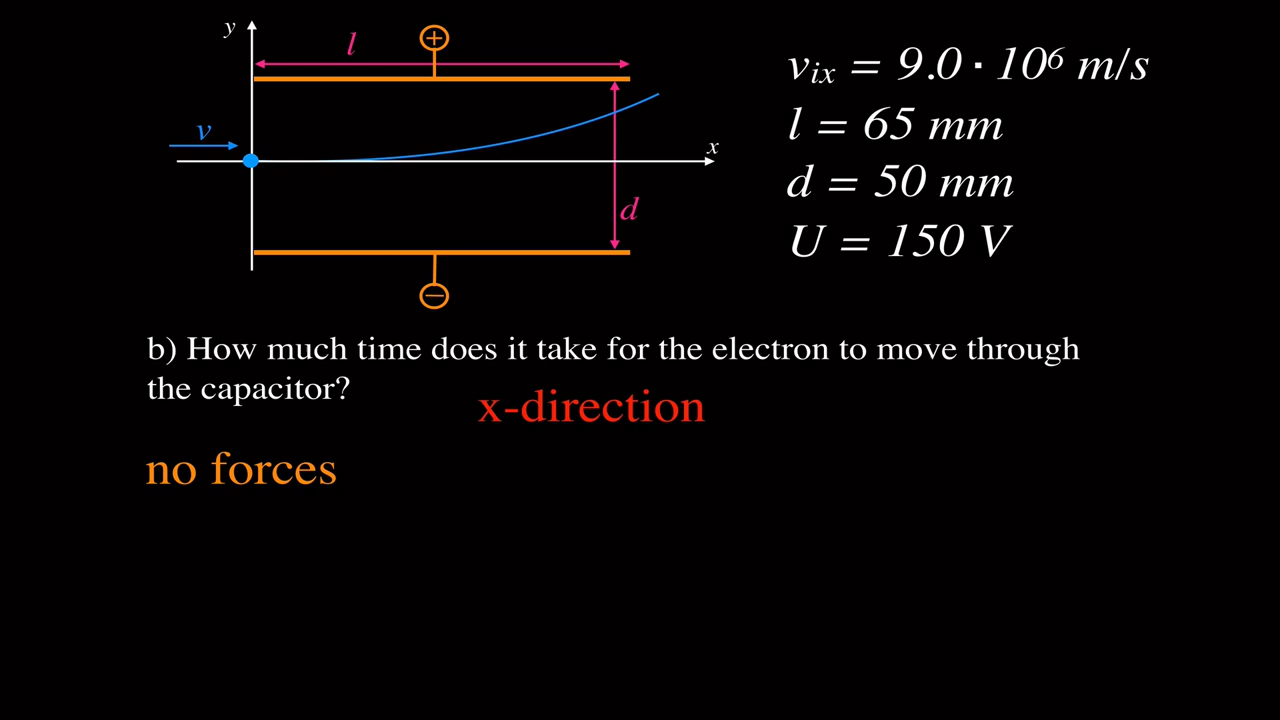 y
l
+
v
x
d
−
vix = 9.0 · 10⁶ m/s
l = 65 mm
d = 50 mm
U = 150 V
b) How much time does it take for the electron to move through
the capacitor?
x-direction
no forces